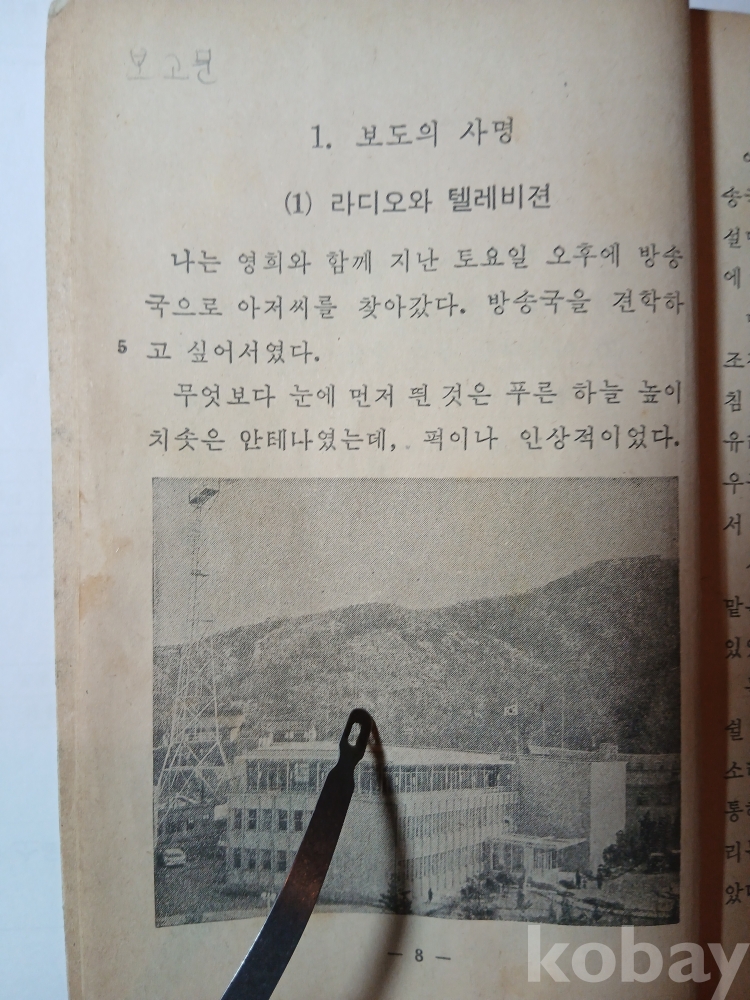 보고문
1. 보도의 사명
(1) 라디오와 텔레비젼
나는 영희와 함께 지난 토요일 오후에 방송
국으로 아저씨를 찾아갔다. 방송국을 견학하
5 고 싶어서였다.
무엇보다 눈에 먼저 띈 것은 푸른 하늘 높이
치솟은 안테나였는데, 퍽이나 인상적이었다.
— 8 —
kobay